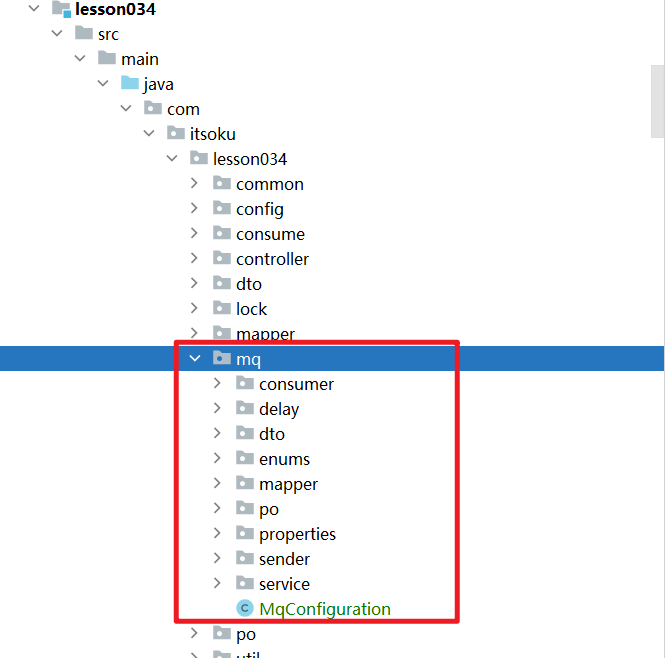 lesson034
src
main
java
com
itsoku
lesson034
common
config
consume
controller
dto
lock
mapper
mq
consumer
delay
dto
enums
mapper
po
properties
sender
service
C MqConfiguration
po